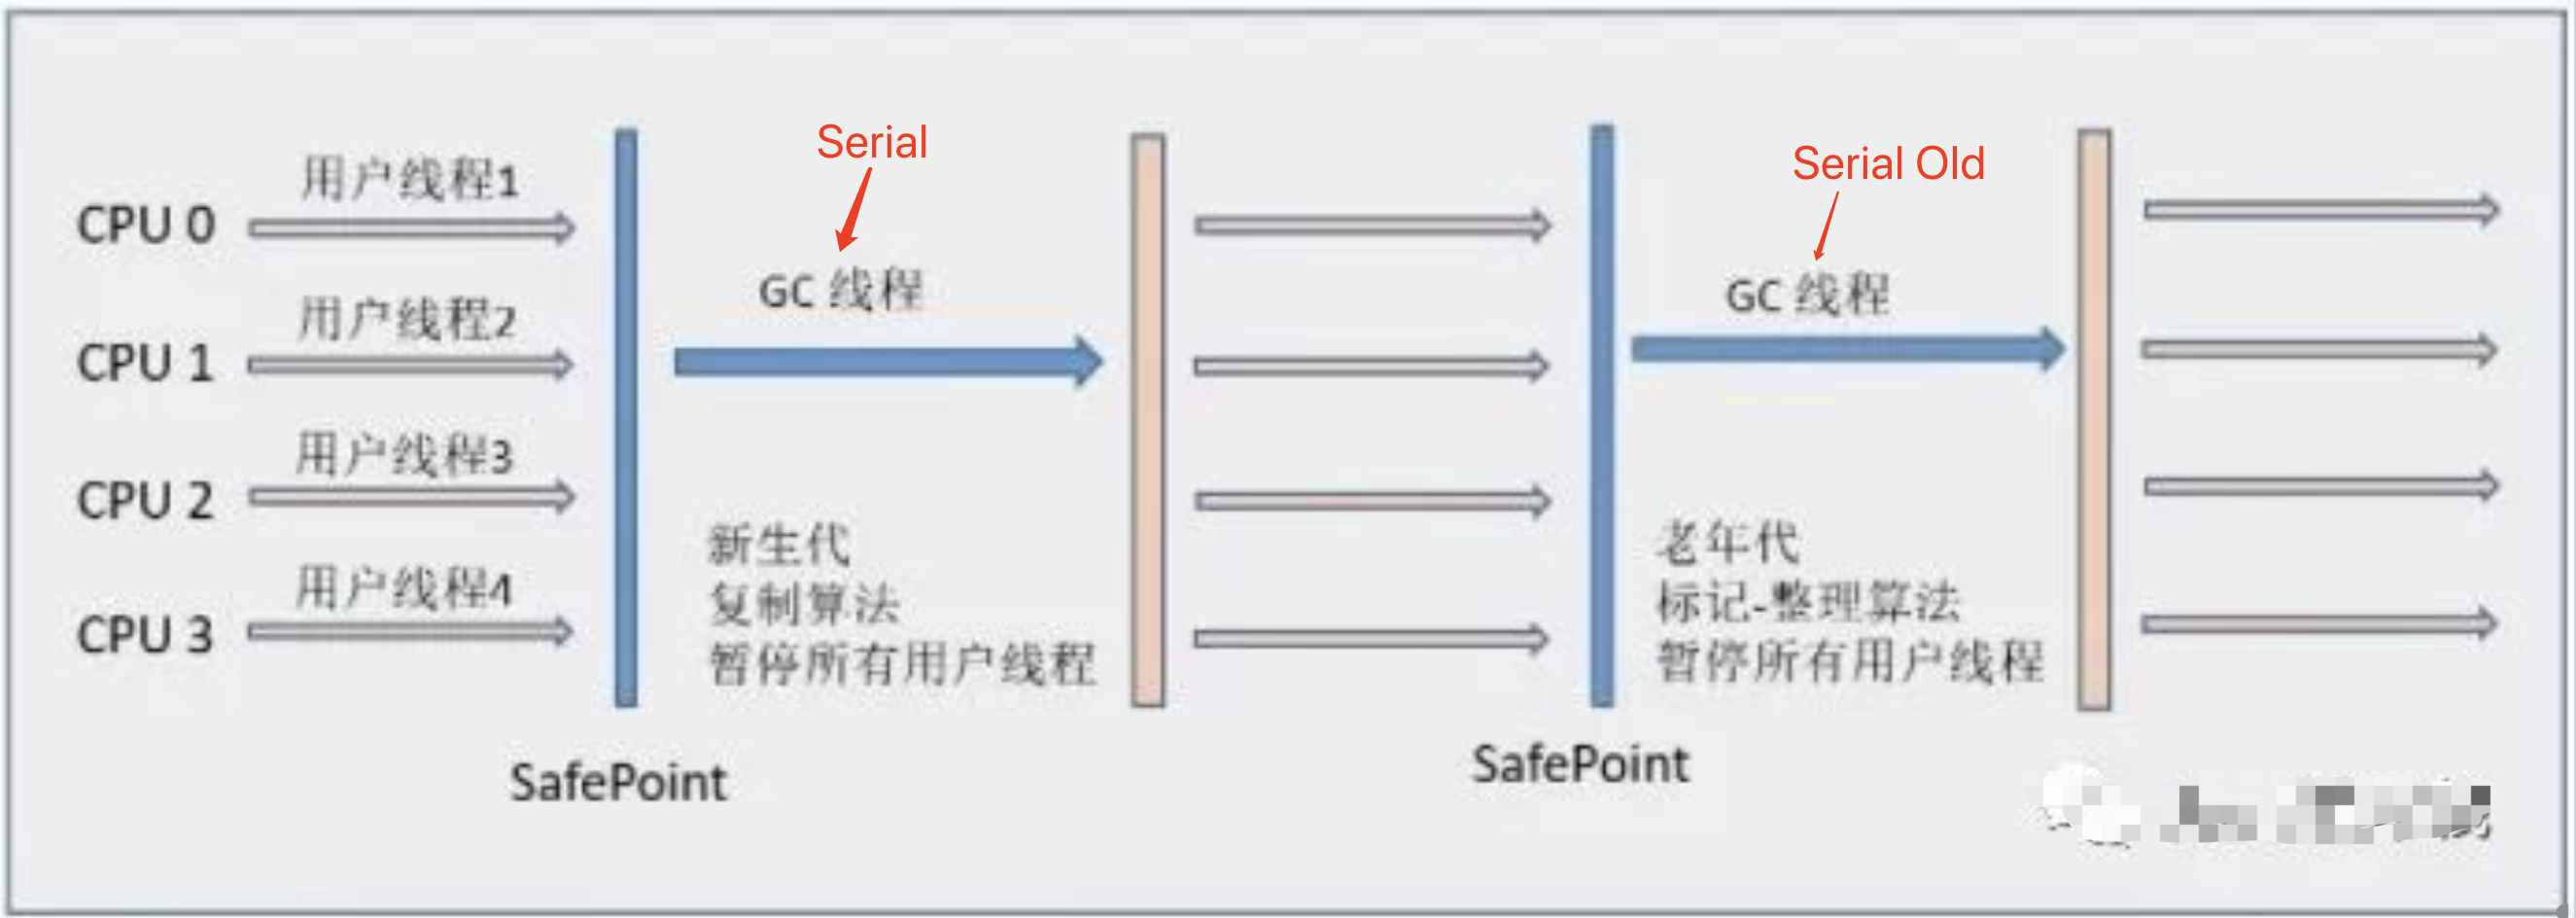 Serial
Serial Old
CPU 0
用户线程1
GC 线程
GC 线程
CPU 1
用户线程2
CPU 2
用户线程3
CPU 3
用户线程4
新生代
复制算法
暂停所有用户线程
老年代
标记-整理算法
暂停所有用户线程
SafePoint
SafePoint